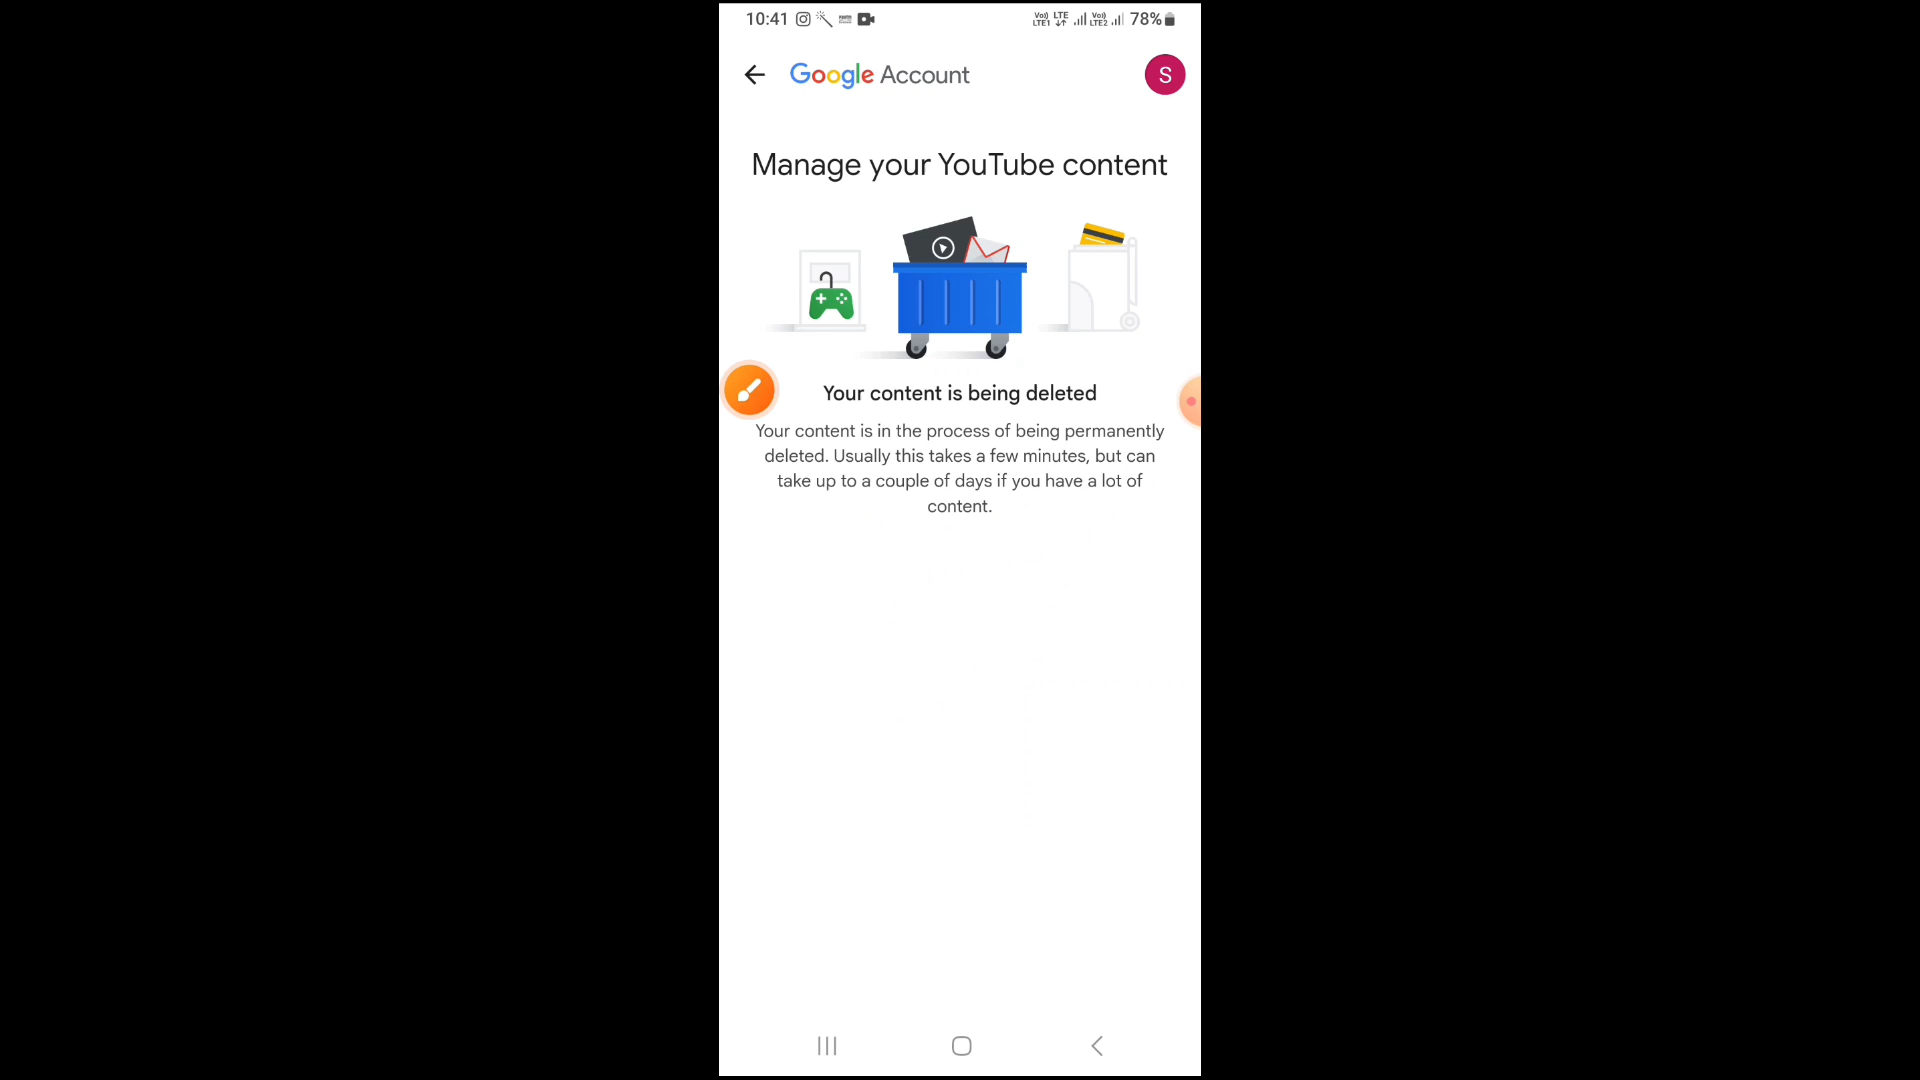 10:41 78%
Google Account S
Manage your YouTube content
Your content is being deleted
Your content is in the process of being permanently
deleted. Usually this takes a few minutes, but can
take up to a couple of days if you have a lot of
content.